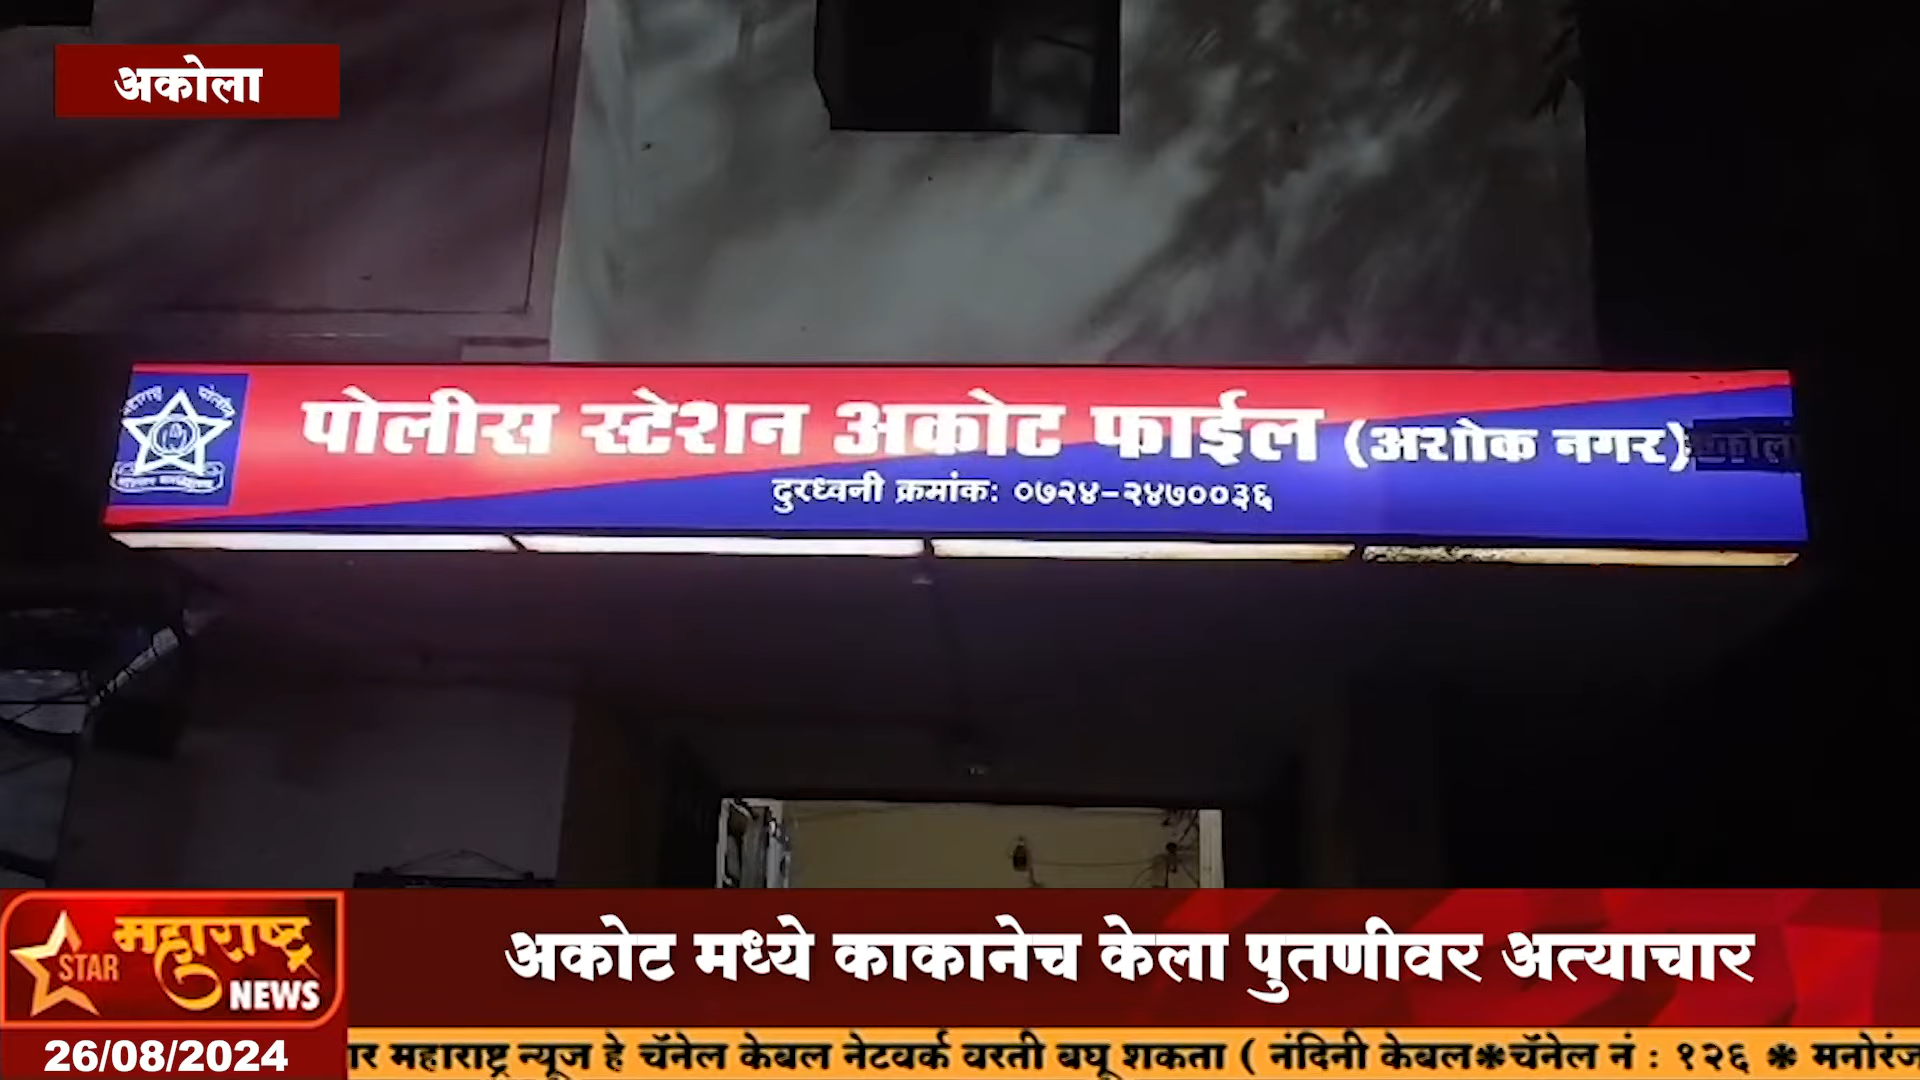 अकोला
महाराष्ट्र पोलीस
पोलीस स्टेशन अकोट फाईल (अशोक नगर)
दुरध्वनी क्रमांक: ०७२४-२४७००३६
STAR महाराष्ट्र NEWS
अकोट मध्ये काकानेच केला पुतणीवर अत्याचार
26/08/2024
महाराष्ट्र न्यूज हे चॅनेल केबल नेटवर्क वरती बघू शकता ( नंदिनी केबल❋चॅनेल नं : १२६ ❋